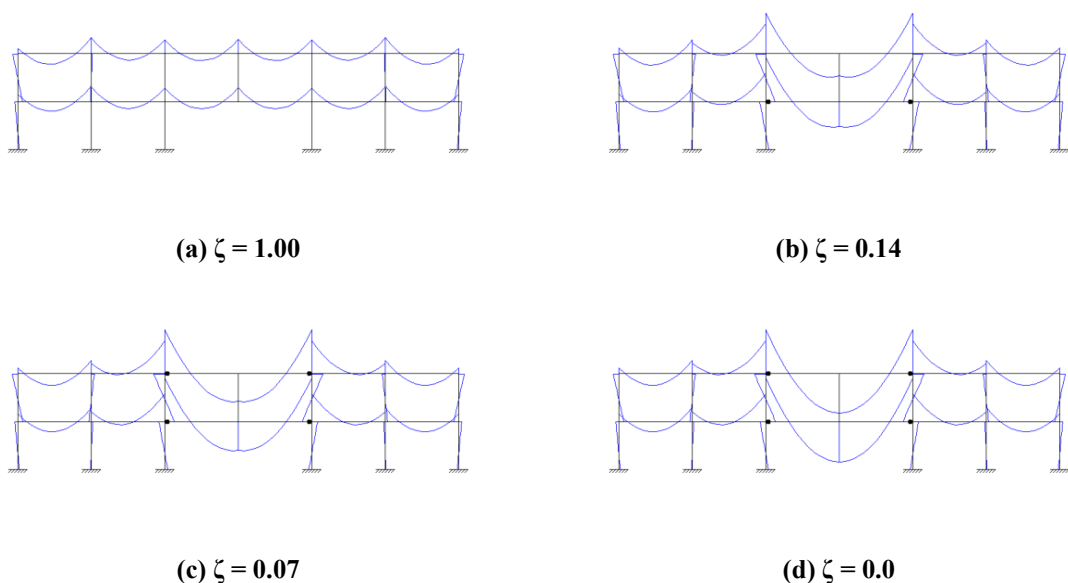 (a) ζ = 1.00
(b) ζ = 0.14
(c) ζ = 0.07
(d) ζ = 0.0